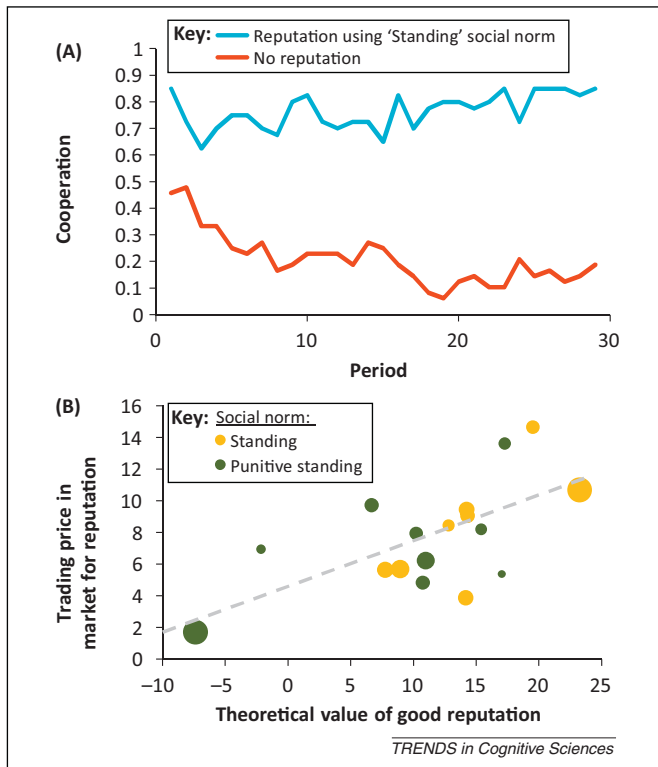 (A)
Key:
Reputation using ‘Standing’ social norm
No reputation
1
0.9
0.8
0.7
0.6
0.5
0.4
0.3
0.2
0.1
0
Cooperation
0
10
20
30
Period
(B)
Key: Social norm:
Standing
Punitive standing
16
14
12
10
8
6
4
2
0
Trading price in
market for reputation
–10
–5
0
5
10
15
20
25
Theoretical value of good reputation
TRENDS in Cognitive Sciences